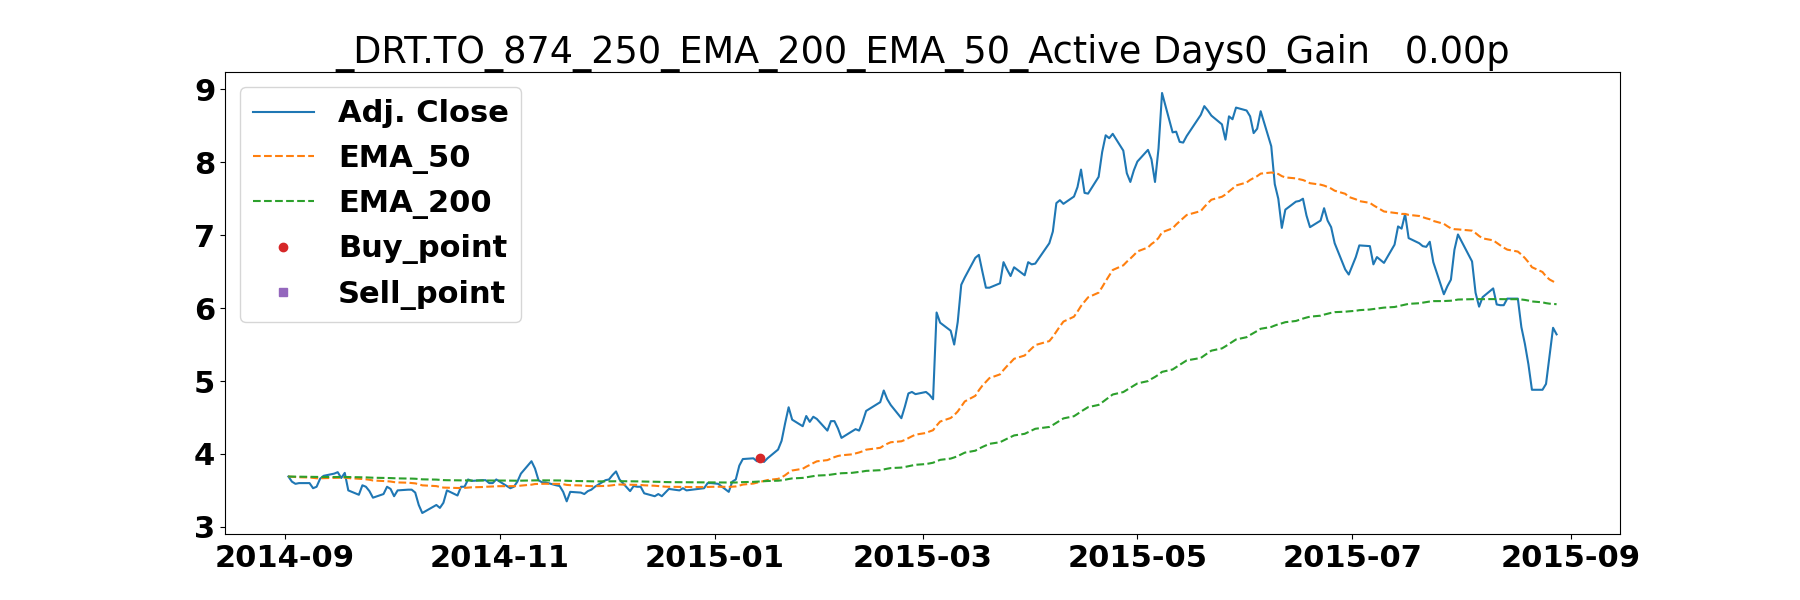 _DRT.TO_874_250_EMA_200_EMA_50_Active Days0_Gain   0.00p
9
8
7
6
5
4
3
Adj. Close
EMA_50
EMA_200
Buy_point
Sell_point
2014-09 2014-11 2015-01 2015-03 2015-05 2015-07 2015-09